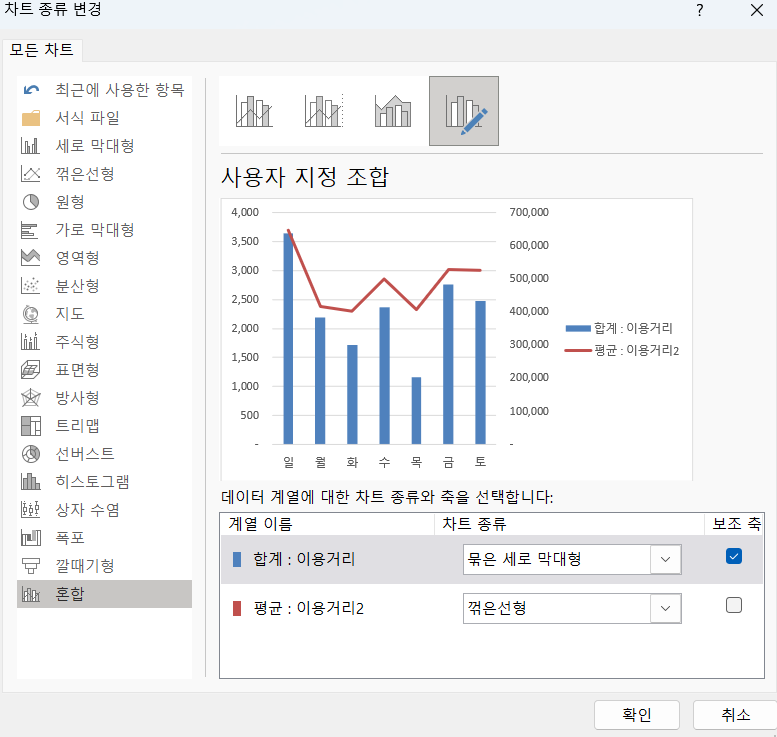 차트 종류 변경
?
모든 차트
최근에 사용한 항목
서식 파일
세로 막대형
꺾은선형
원형
가로 막대형
영역형
분산형
지도
주식형
표면형
방사형
트리맵
선버스트
히스토그램
상자 수염
폭포
깔때기형
혼합
사용자 지정 조합
4,000
3,500
3,000
2,500
2,000
1,500
1,000
500
-
700,000
600,000
500,000
400,000
300,000
200,000
100,000
-
일 월 화 수 목 금 토
합계 : 이용거리
평균 : 이용거리2
데이터 계열에 대한 차트 종류와 축을 선택합니다:
계열 이름 차트 종류 보조 축
합계 : 이용거리 묶은 세로 막대형
평균 : 이용거리2 꺾은선형
확인 취소